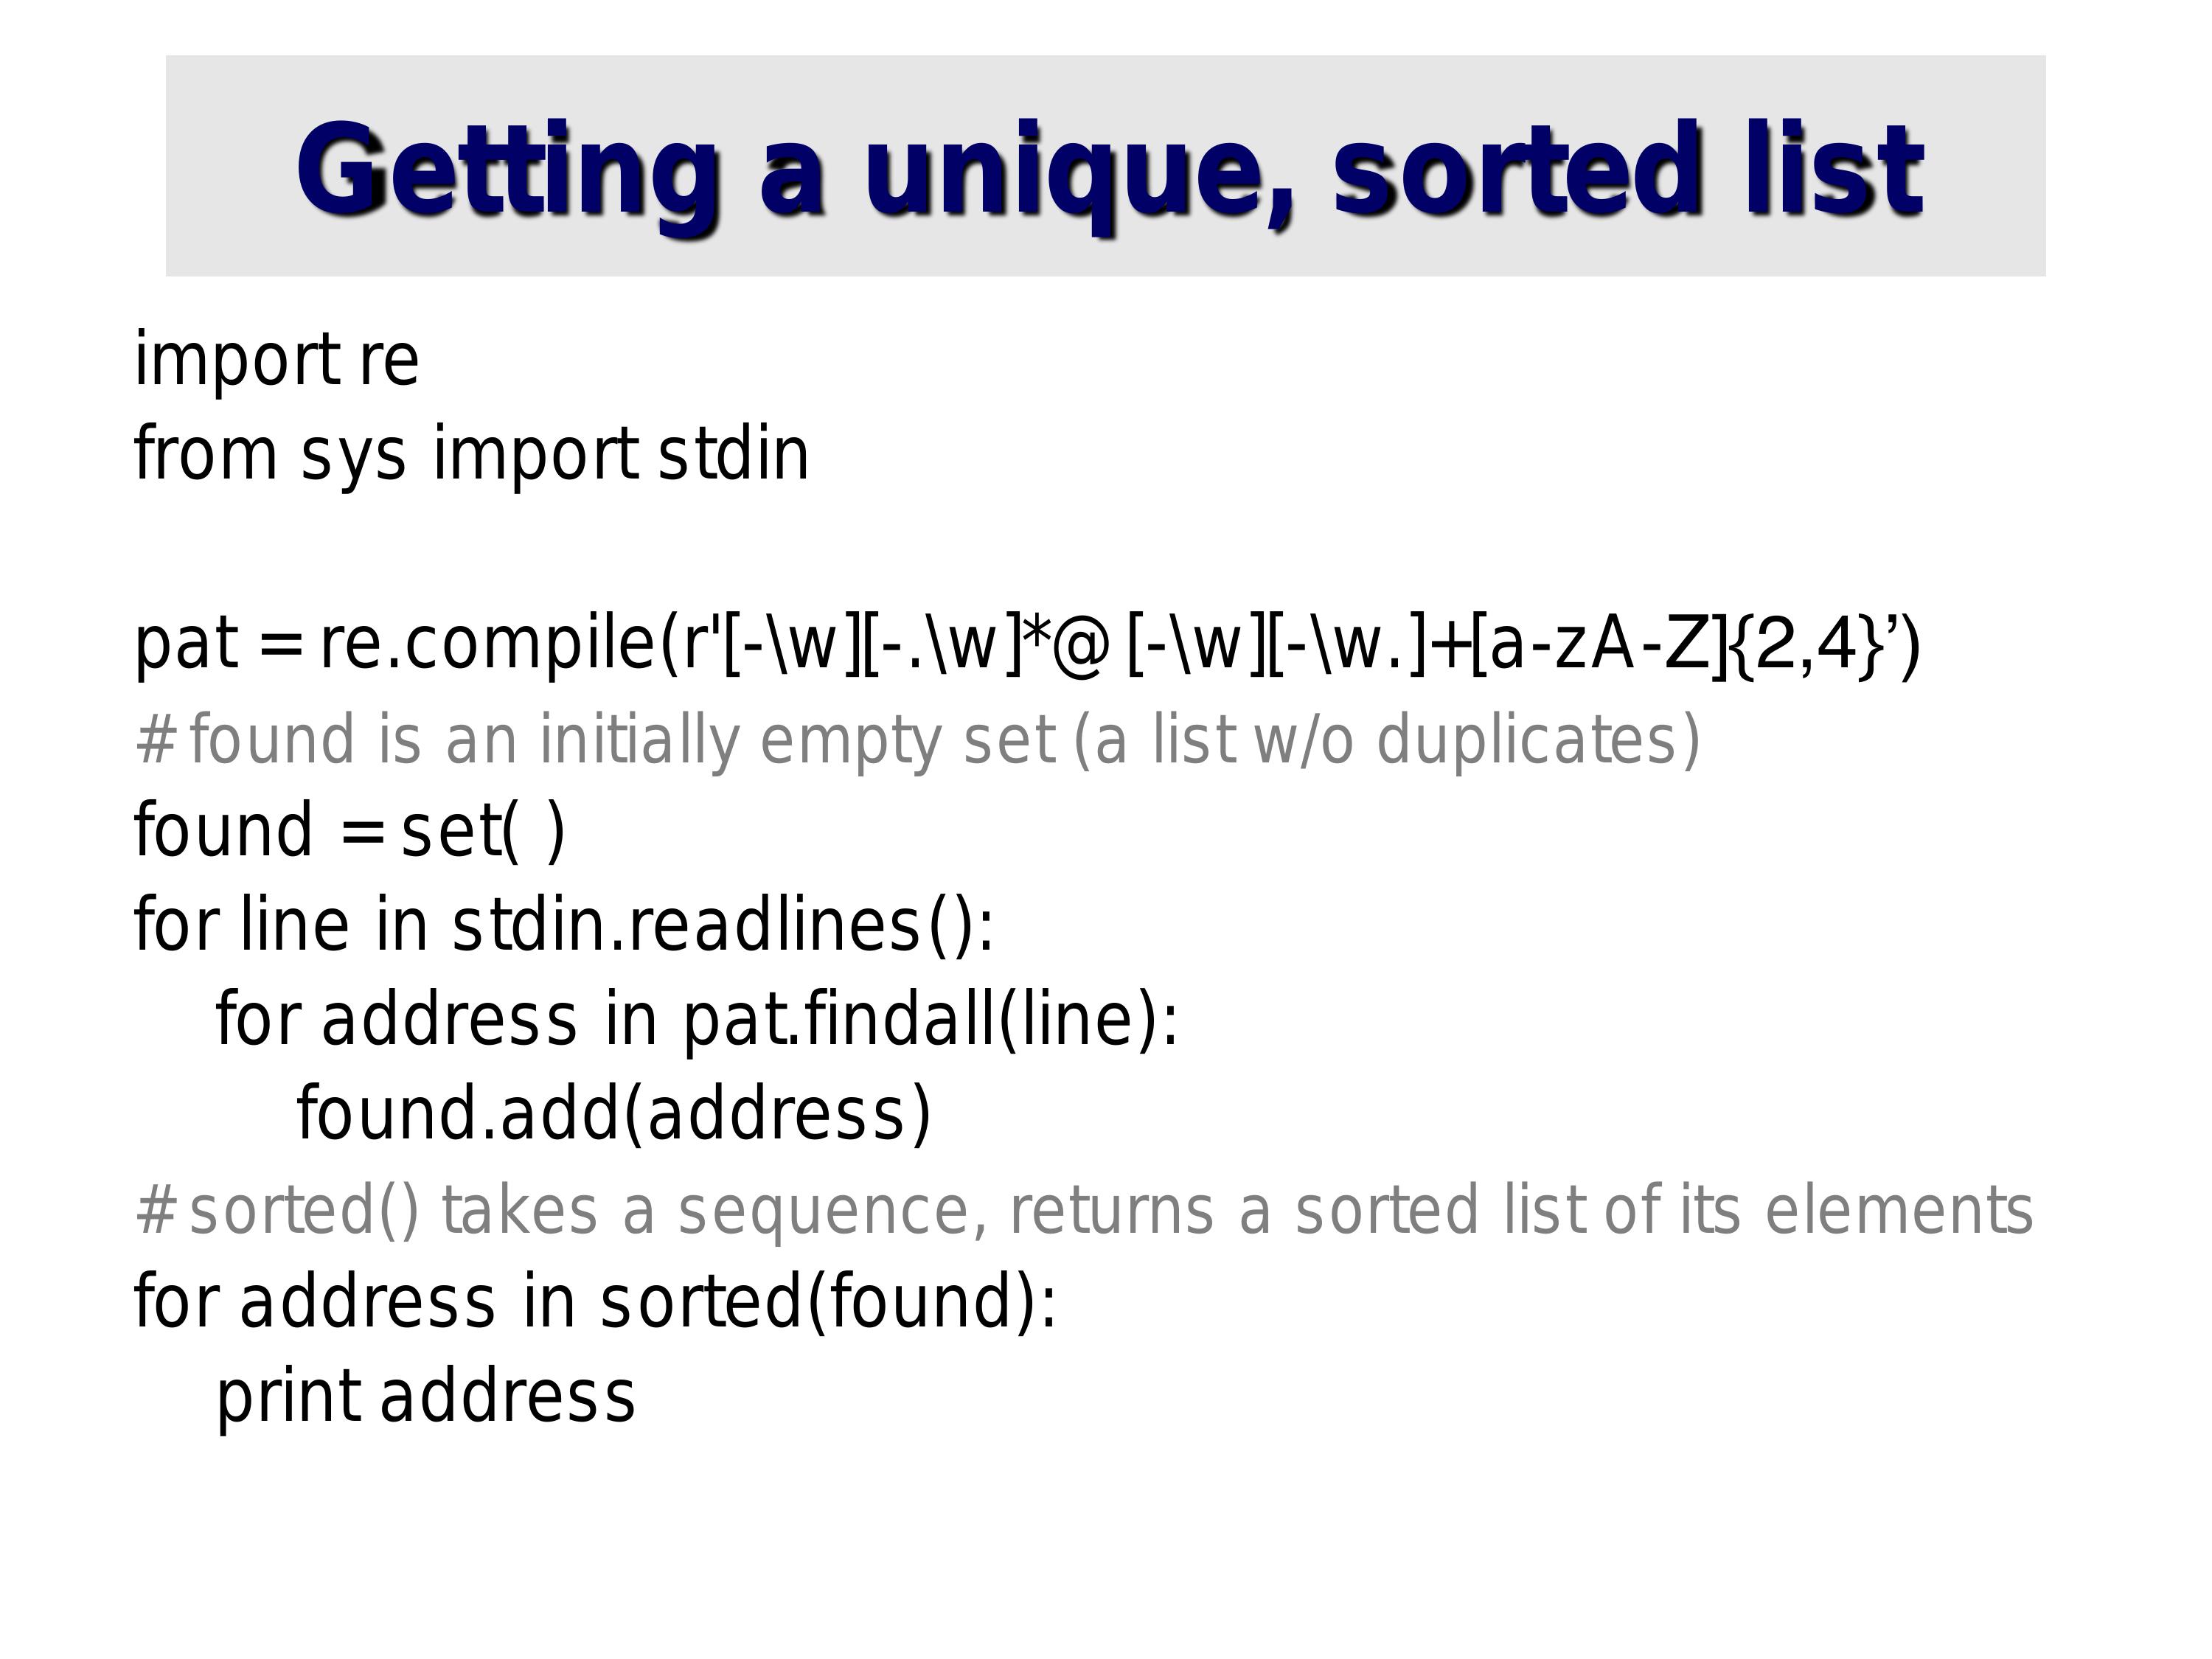 Getting a unique, sorted list
import re
from sys import stdin
pat = re.compile(r'[-\w][-.\w]*@[-\w][-\w.]+[a-zA-Z]{2,4}’)
# found is an initially empty set (a list w/o duplicates)
found = set( )
for line in stdin.readlines():
    for address in pat.findall(line):
        found.add(address)
# sorted() takes a sequence, returns a sorted list of its elements
for address in sorted(found):
    print address